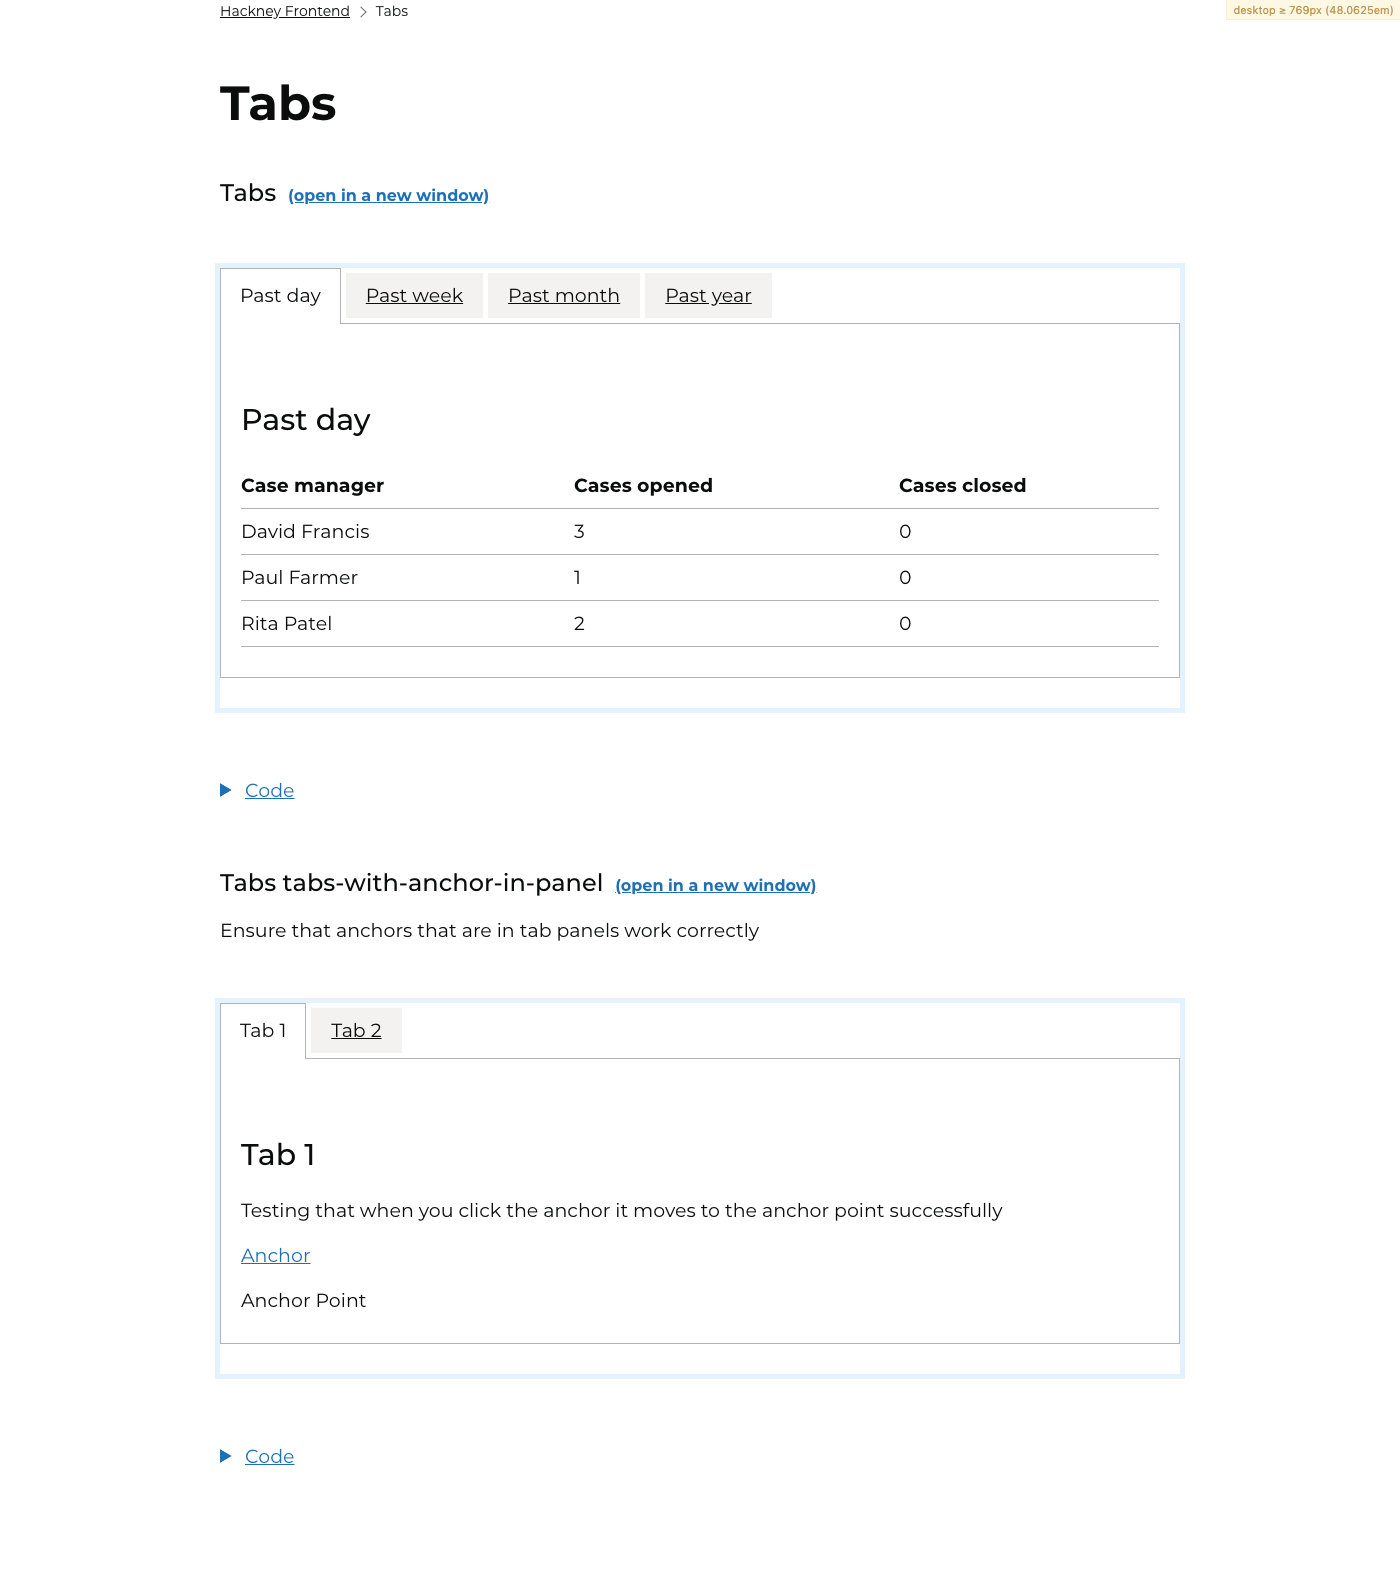 Hackney Frontend > Tabs
desktop ≥ 769px (48.0625em)
Tabs
Tabs (open in a new window)
Past day Past week Past month Past year
Past day
Case manager Cases opened Cases closed
David Francis 3 0
Paul Farmer 1 0
Rita Patel 2 0
Code
Tabs tabs-with-anchor-in-panel (open in a new window)
Ensure that anchors that are in tab panels work correctly
Tab 1 Tab 2
Tab 1
Testing that when you click the anchor it moves to the anchor point successfully
Anchor
Anchor Point
Code